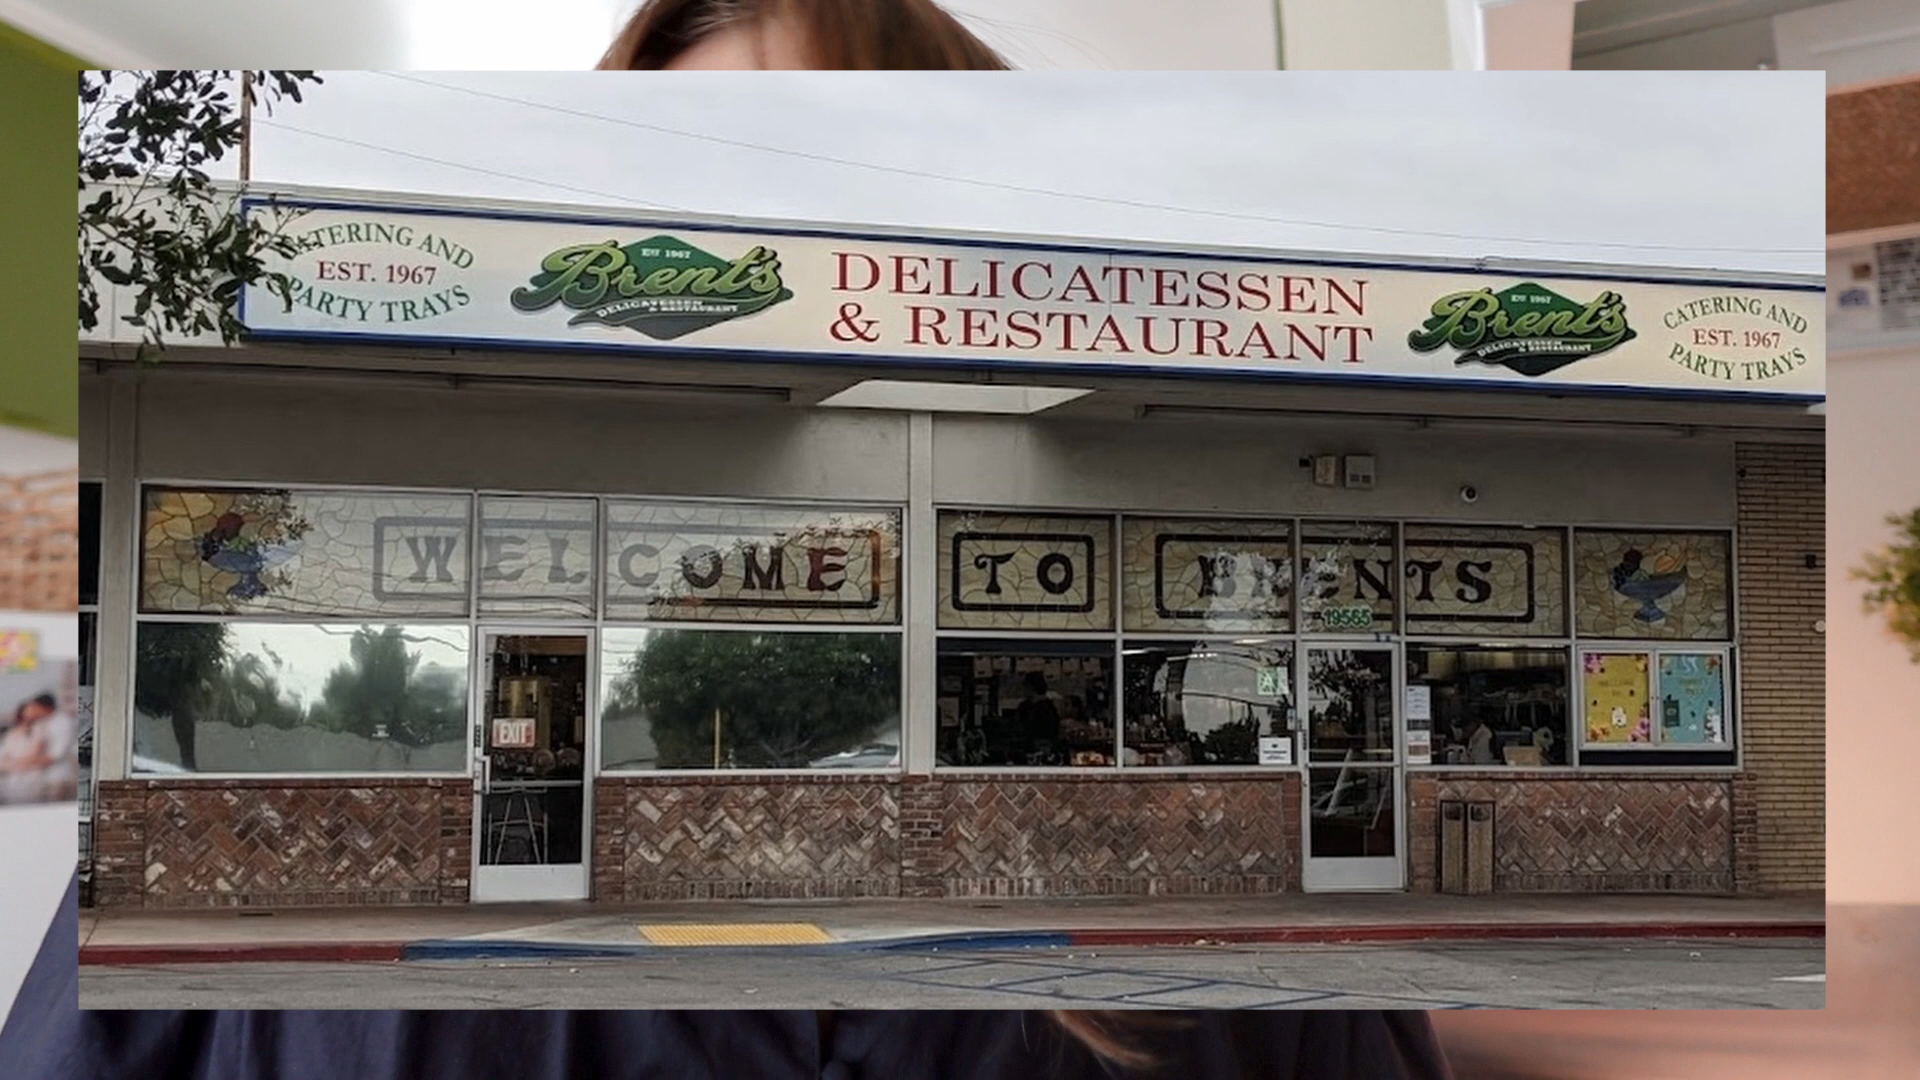 CATERING AND
EST. 1967
PARTY TRAYS
EST 1967
Brent's
DELICATESSEN
& RESTAURANT
DELICATESSEN
& RESTAURANT
EST 1967
Brent's
DELICATESSEN
& RESTAURANT
CATERING AND
EST. 1967
PARTY TRAYS
WELCOME TO BRENTS
19565
A
EXIT